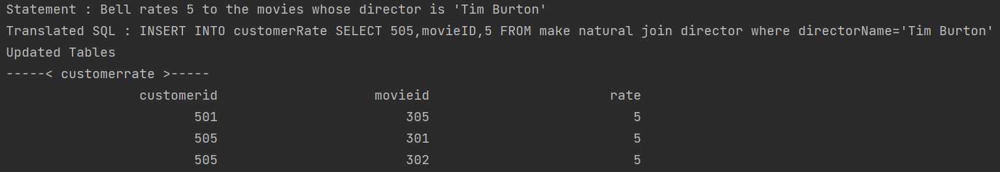 Statement : Bell rates 5 to the movies whose director is 'Tim Burton'
Translated SQL : INSERT INTO customerRate SELECT 505,movieID,5 FROM make natural join director where directorName='Tim Burton'
Updated Tables
-----< customerrate >-----
customerid movieid rate
501 305 5
505 301 5
505 302 5